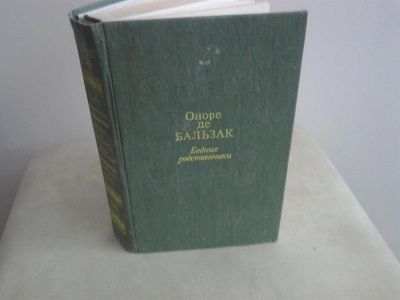 Оноре
де
БАЛЬЗАК
Бедные
родственники